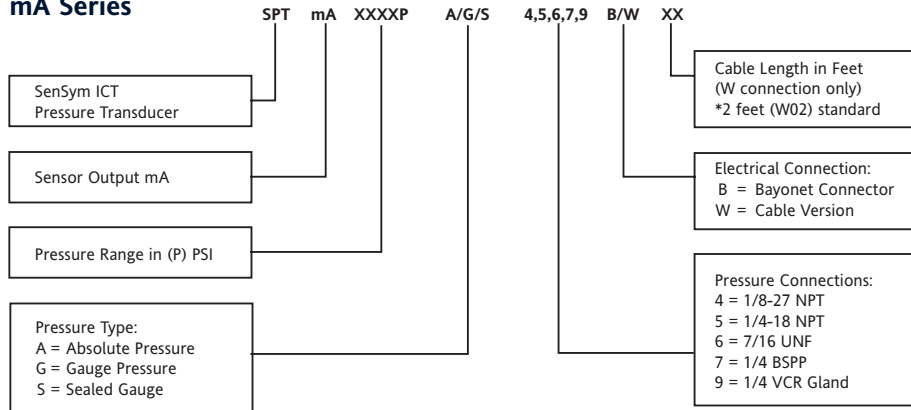 mA Series
SPT mA XXXXP A/G/S 4,5,6,7,9 B/W XX
SenSym ICT
Pressure Transducer
Sensor Output mA
Pressure Range in (P) PSI
Pressure Type:
A = Absolute Pressure
G = Gauge Pressure
S = Sealed Gauge
Cable Length in Feet
(W connection only)
*2 feet (W02) standard
Electrical Connection:
B = Bayonet Connector
W = Cable Version
Pressure Connections:
4 = 1/8-27 NPT
5 = 1/4-18 NPT
6 = 7/16 UNF
7 = 1/4 BSPP
9 = 1/4 VCR Gland